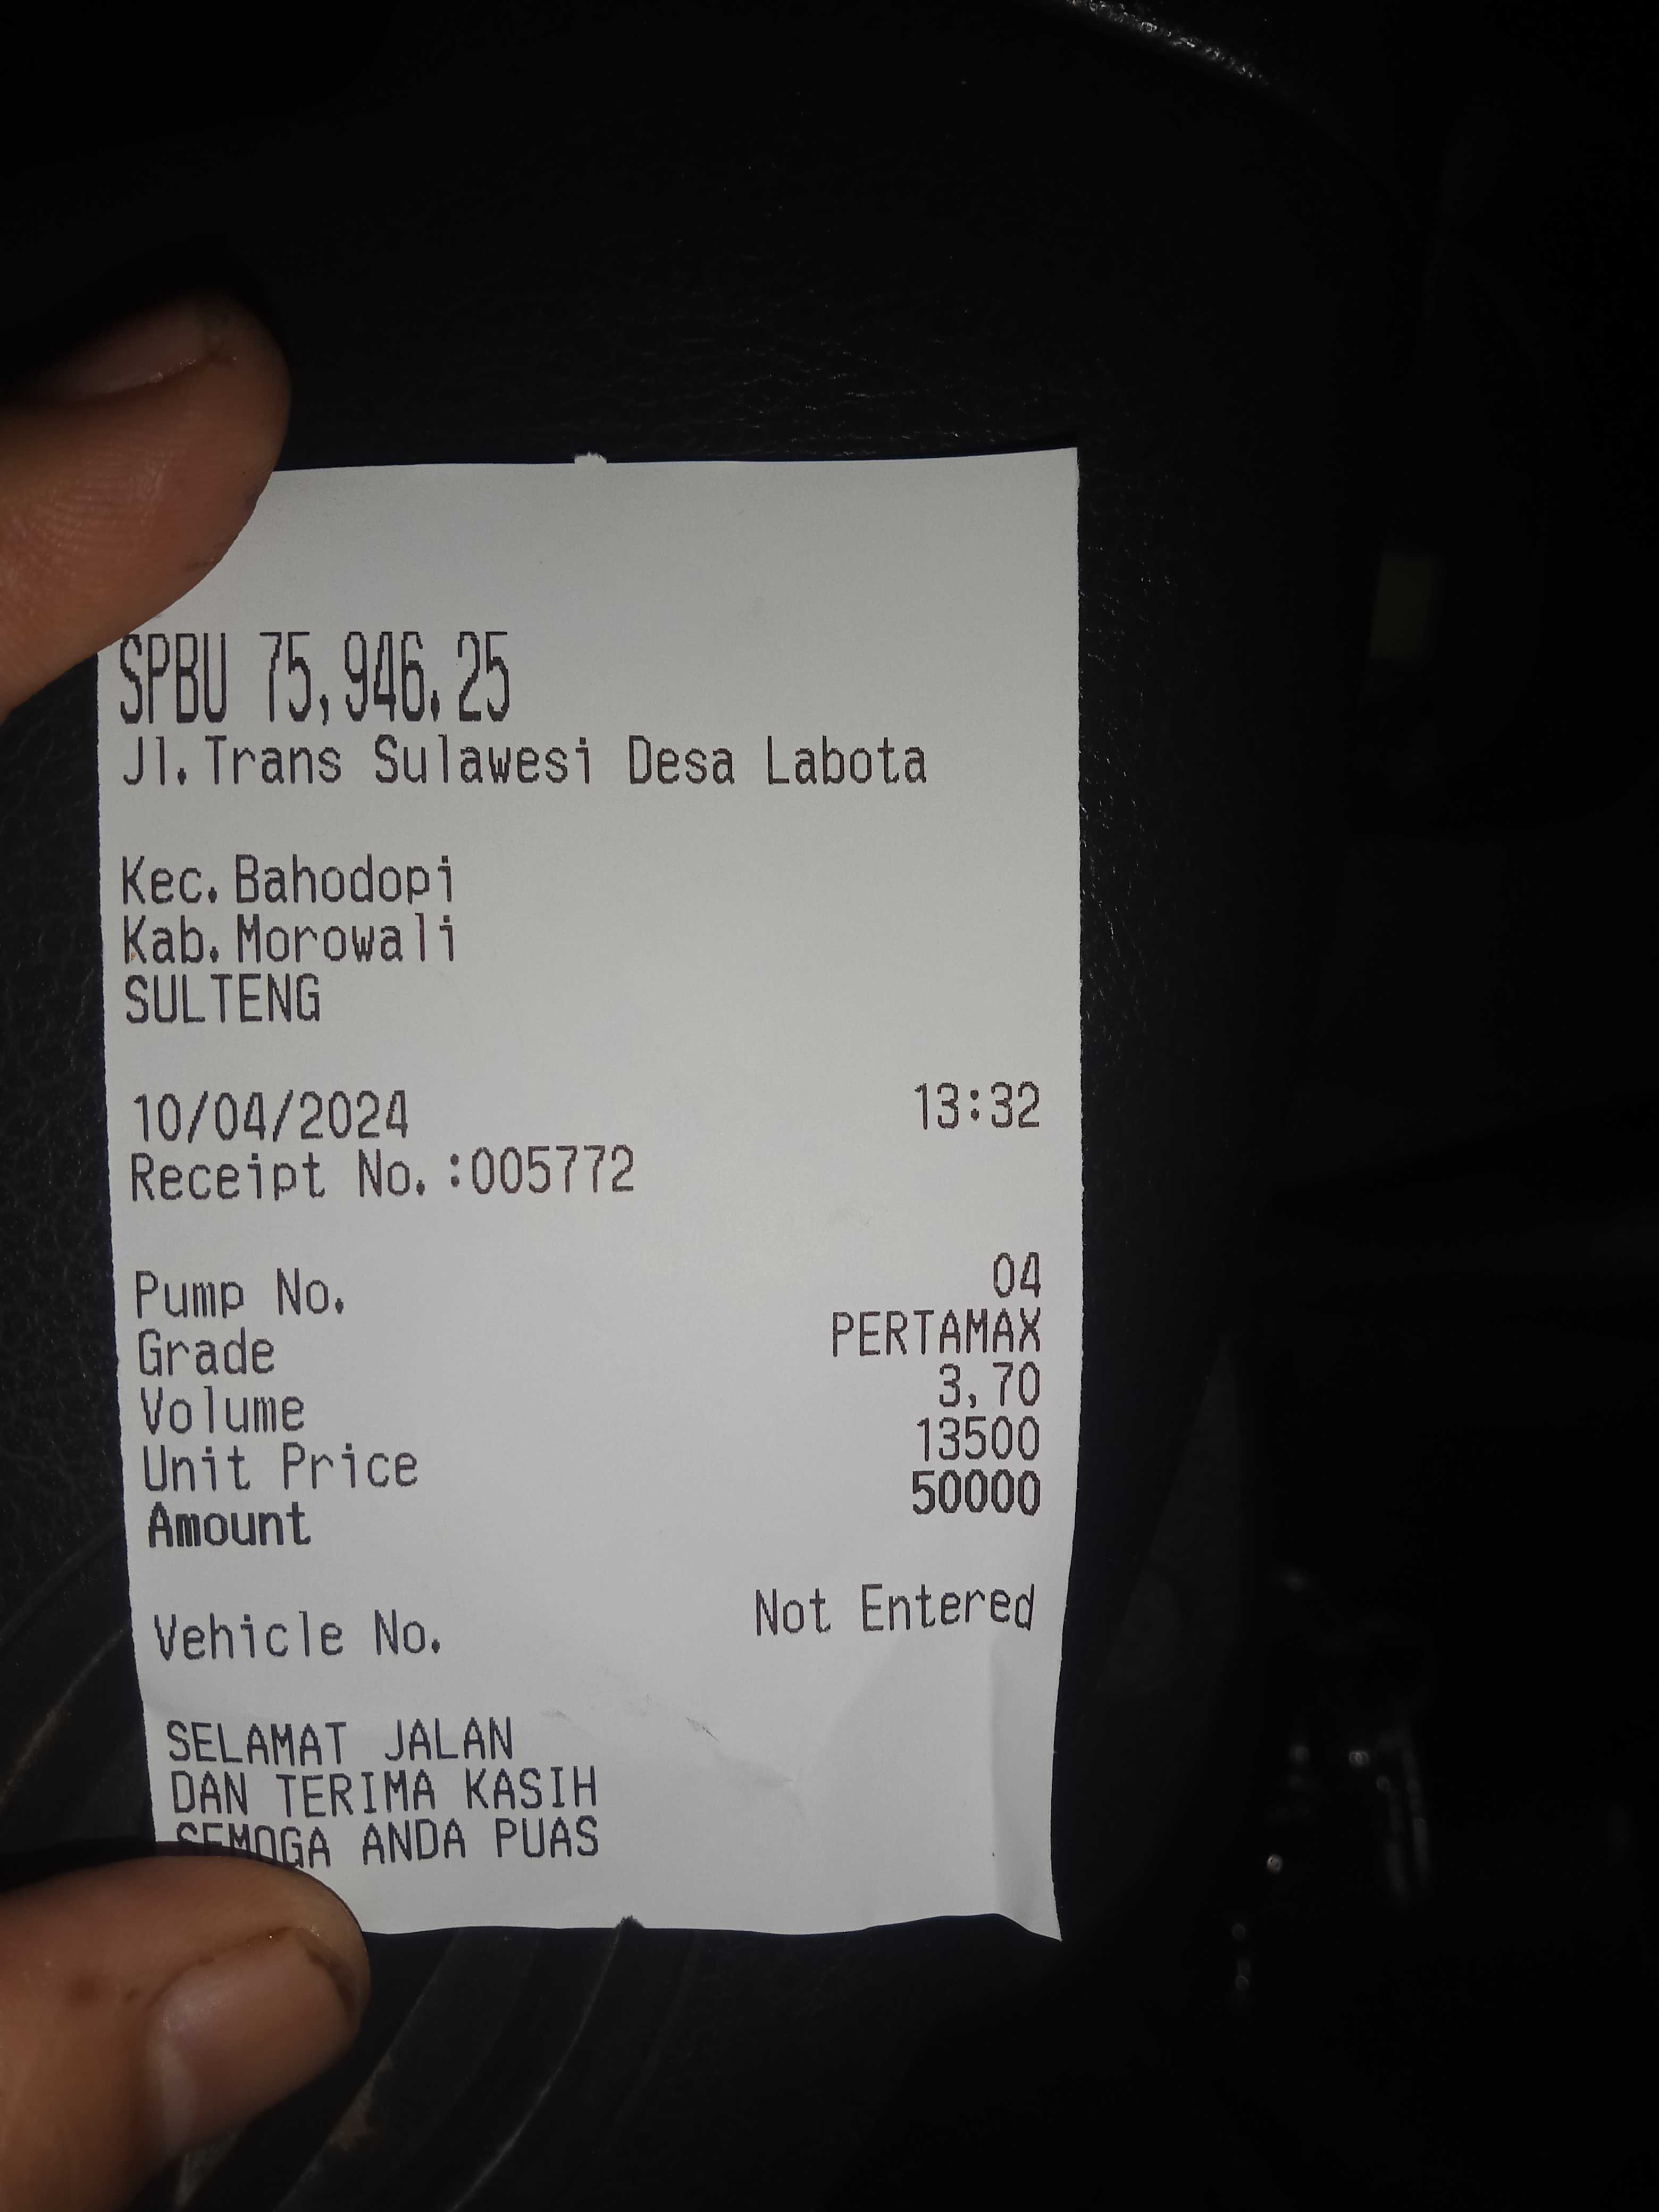 SPBU 75,946.25
Jl.Trans Sulawesi Desa Labota
Kec.Bahodopi
Kab.Morowali
SULTENG
10/04/2024 13:32
Receipt No.:005772
Pump No. 04
Grade PERTAMAX
Volume 3,70
Unit Price 13500
Amount 50000
Vehicle No. Not Entered
SELAMAT JALAN
DAN TERIMA KASIH
SEMOGA ANDA PUAS